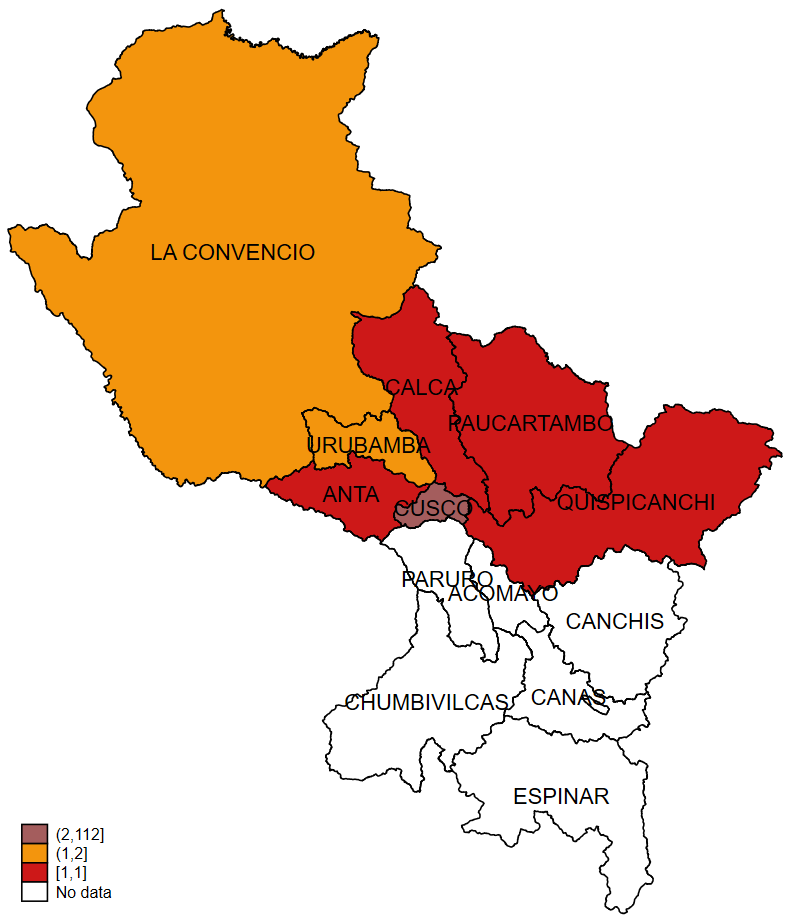 LA CONVENCIO
CALCA
PAUCARTAMBO
URUBAMBA
ANTA
CUSCO
QUISPICANCHI
PARURO
ACOMAYO
CANCHIS
CHUMBIVILCAS
CANAS
ESPINAR
(2,112]
(1,2]
[1,1]
No data